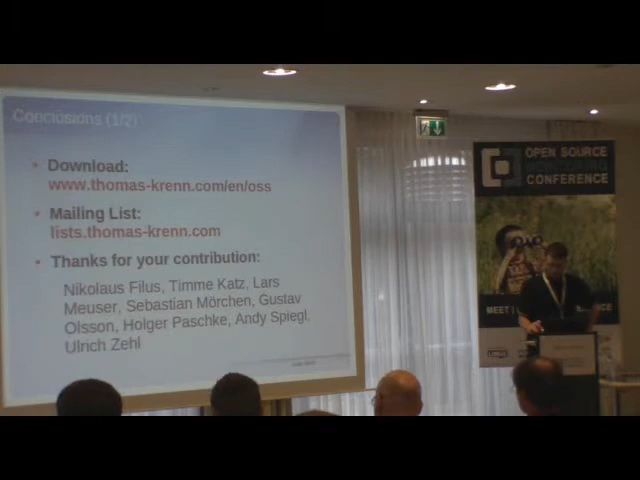 Conclusions (1/2)
Download:
www.thomas-krenn.com/en/oss
Mailing List:
lists.thomas-krenn.com
Thanks for your contribution:
Nikolaus Filus, Timme Katz, Lars
Meuser, Sebastian Mörchen, Gustav
Olsson, Holger Paschke, Andy Spiegl,
Ulrich Zehl
OPEN SOURCE
CONFERENCE
MEET